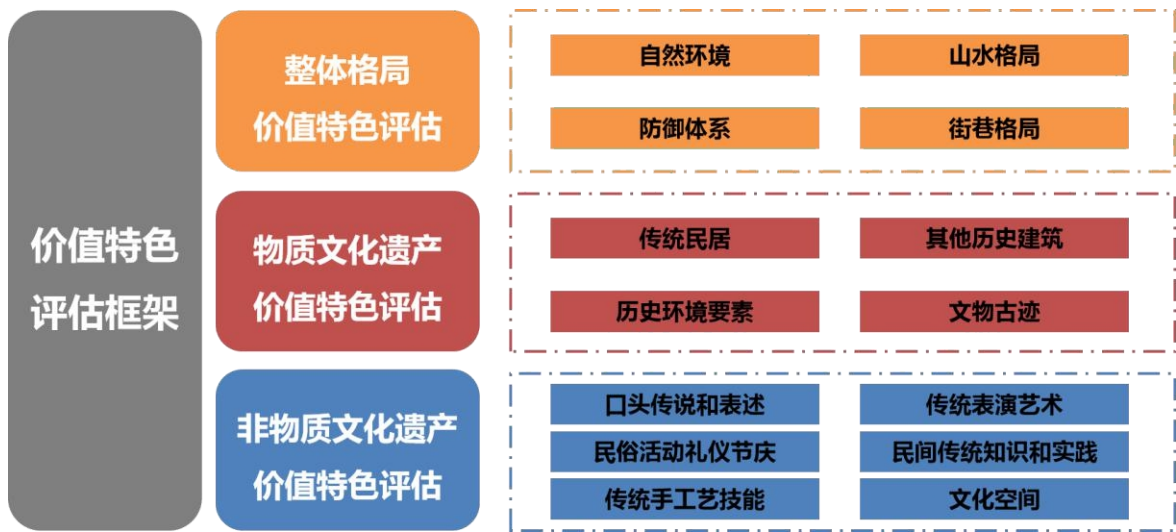 价值特色
评估框架
整体格局
价值特色评估
自然环境
山水格局
防御体系
街巷格局
物质文化遗产
价值特色评估
传统民居
其他历史建筑
历史环境要素
文物古迹
非物质文化遗产
价值特色评估
口头传说和表述
传统表演艺术
民俗活动礼仪节庆
民间传统知识和实践
传统手工艺技能
文化空间